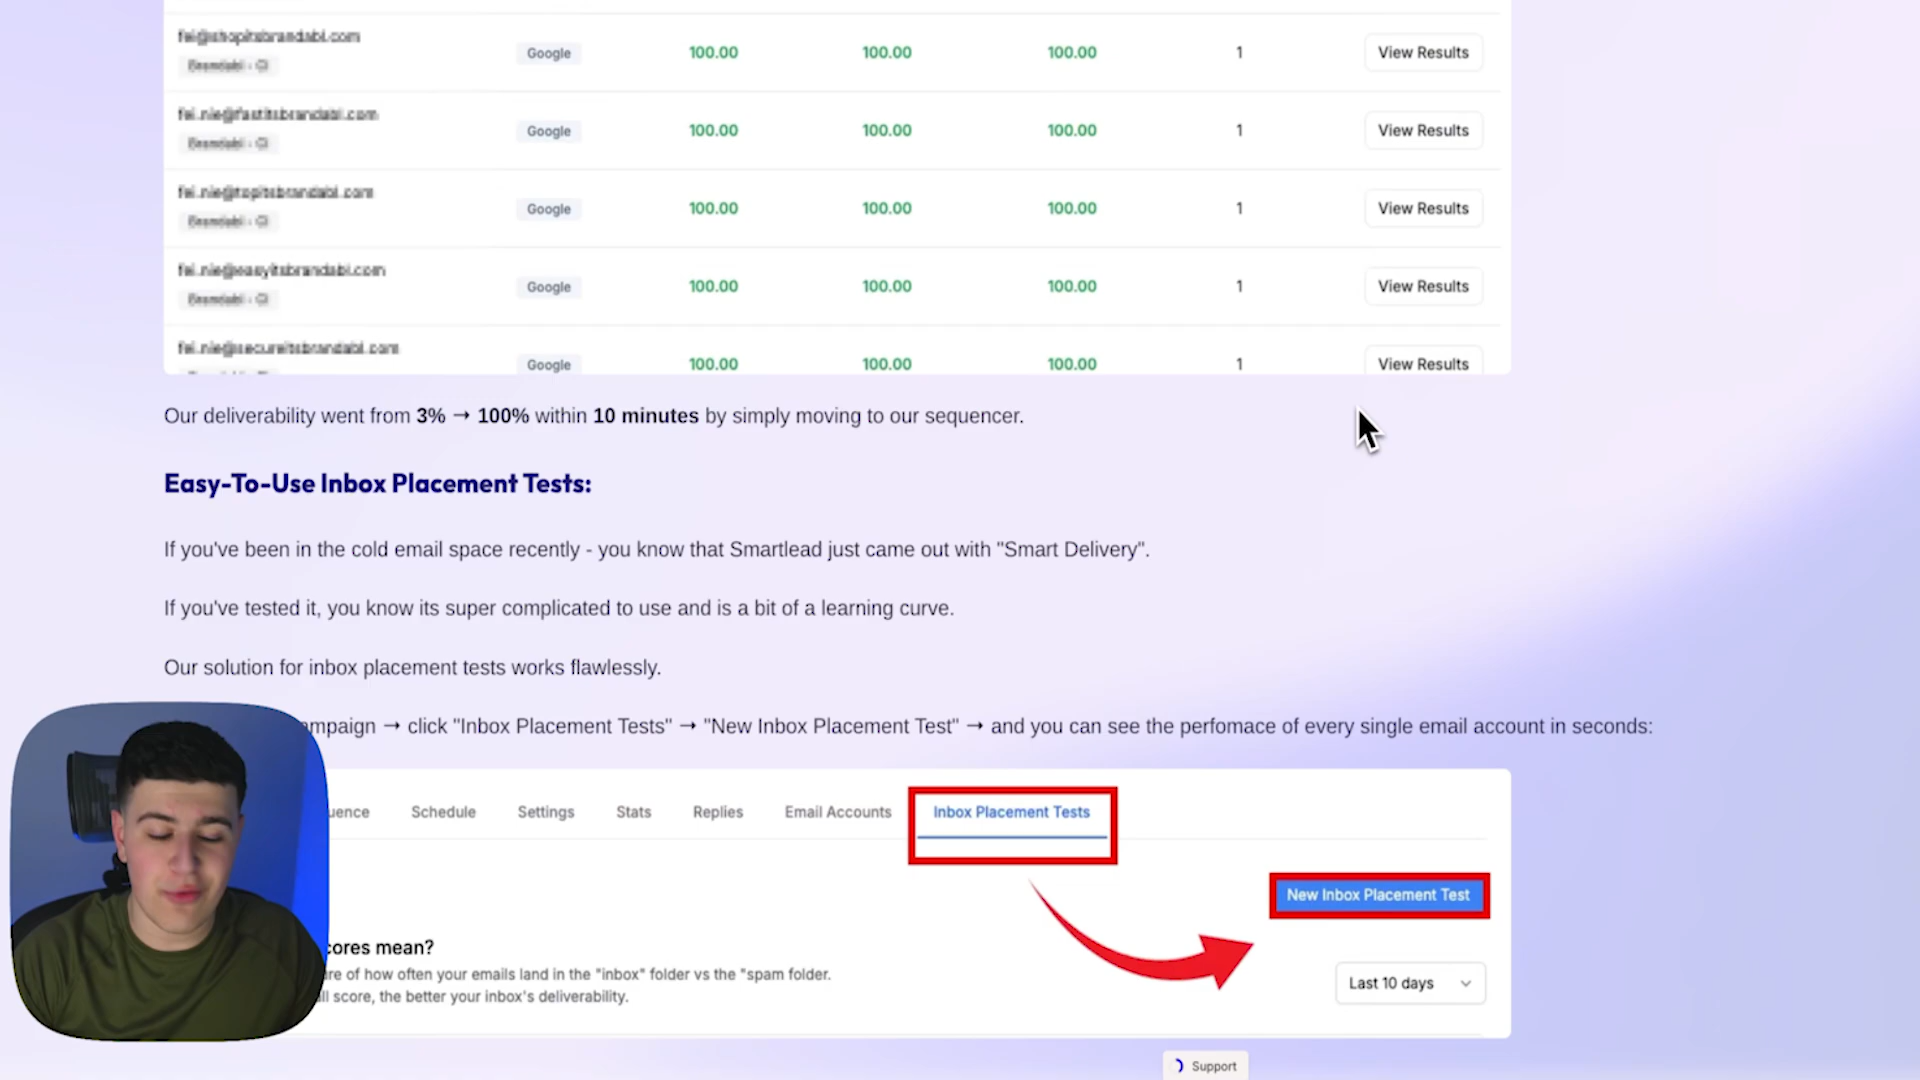 Google 100.00 100.00 100.00 1 View Results
Google 100.00 100.00 100.00 1 View Results
Google 100.00 100.00 100.00 1 View Results
Google 100.00 100.00 100.00 1 View Results
Google 100.00 100.00 100.00 1 View Results
Our deliverability went from 3% → 100% within 10 minutes by simply moving to our sequencer.
Easy-To-Use Inbox Placement Tests:
If you've been in the cold email space recently - you know that Smartlead just came out with "Smart Delivery".
If you've tested it, you know its super complicated to use and is a bit of a learning curve.
Our solution for inbox placement tests works flawlessly.
mpaign → click "Inbox Placement Tests" → "New Inbox Placement Test" → and you can see the perfomace of every single email account in seconds:
uence Schedule Settings Stats Replies Email Accounts Inbox Placement Tests
New Inbox Placement Test
cores mean?
re of how often your emails land in the "inbox" folder vs the "spam folder.
ll score, the better your inbox's deliverability.
Last 10 days
Support